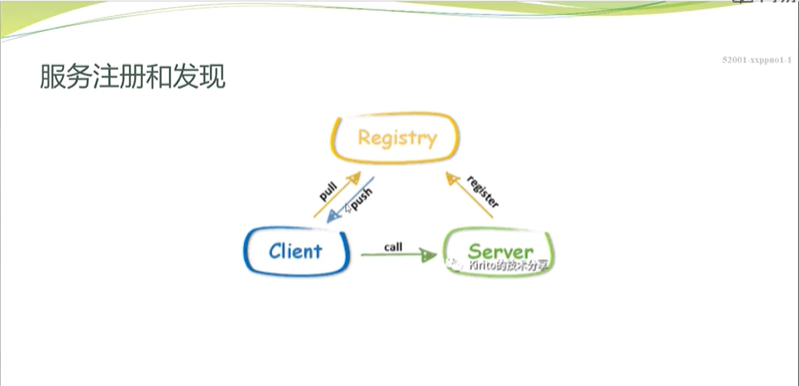 52001-xxppno1-1
服务注册和发现
Registry
pull
push
register
Client
call
Server
Kirito的技术分享